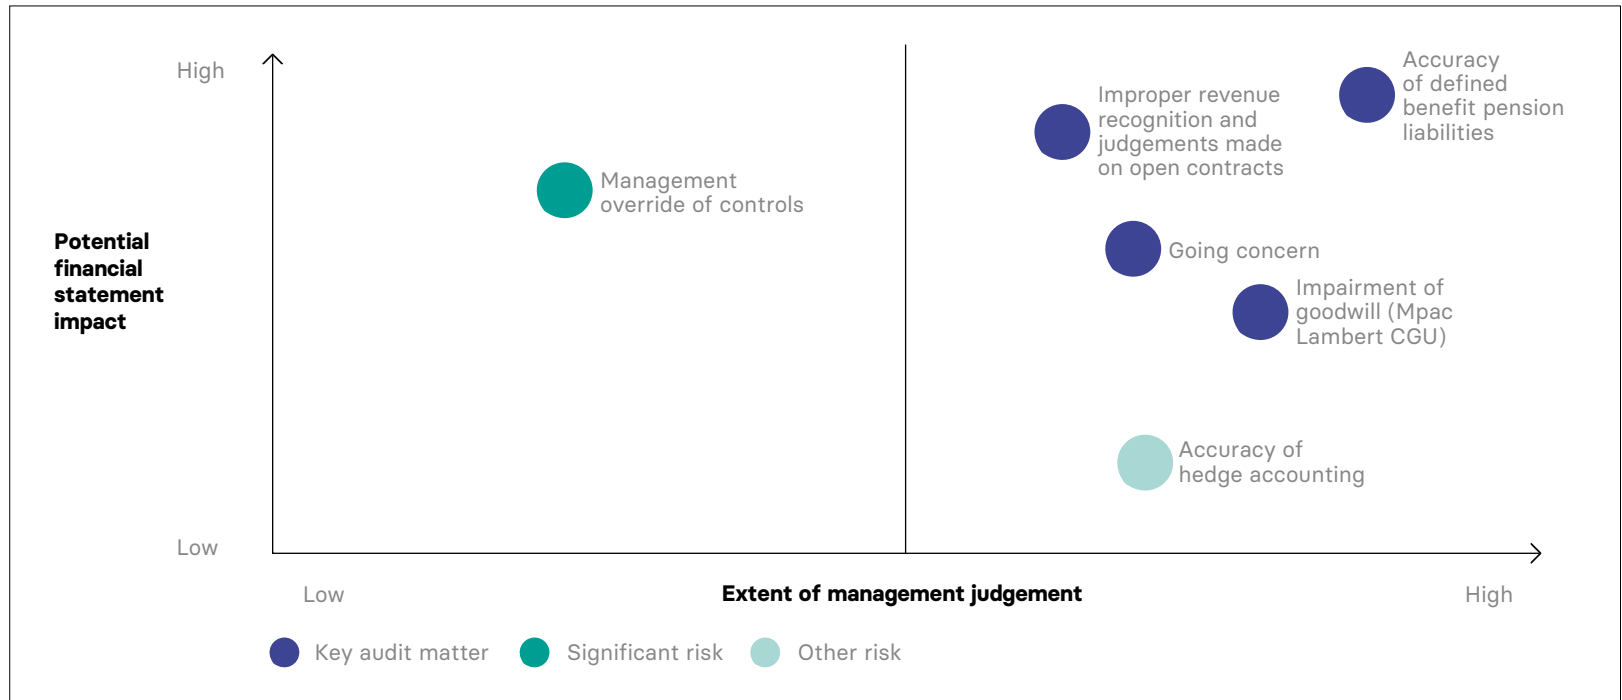 High
Potential
financial
statement
impact
Low
Management
override of controls
Improper revenue
recognition and
judgements made
on open contracts
Accuracy
of defined
benefit pension
liabilities
Going concern
Impairment of
goodwill (Mpac
Lambert CGU)
Accuracy of
hedge accounting
Low
Extent of management judgement
High
Key audit matter
Significant risk
Other risk